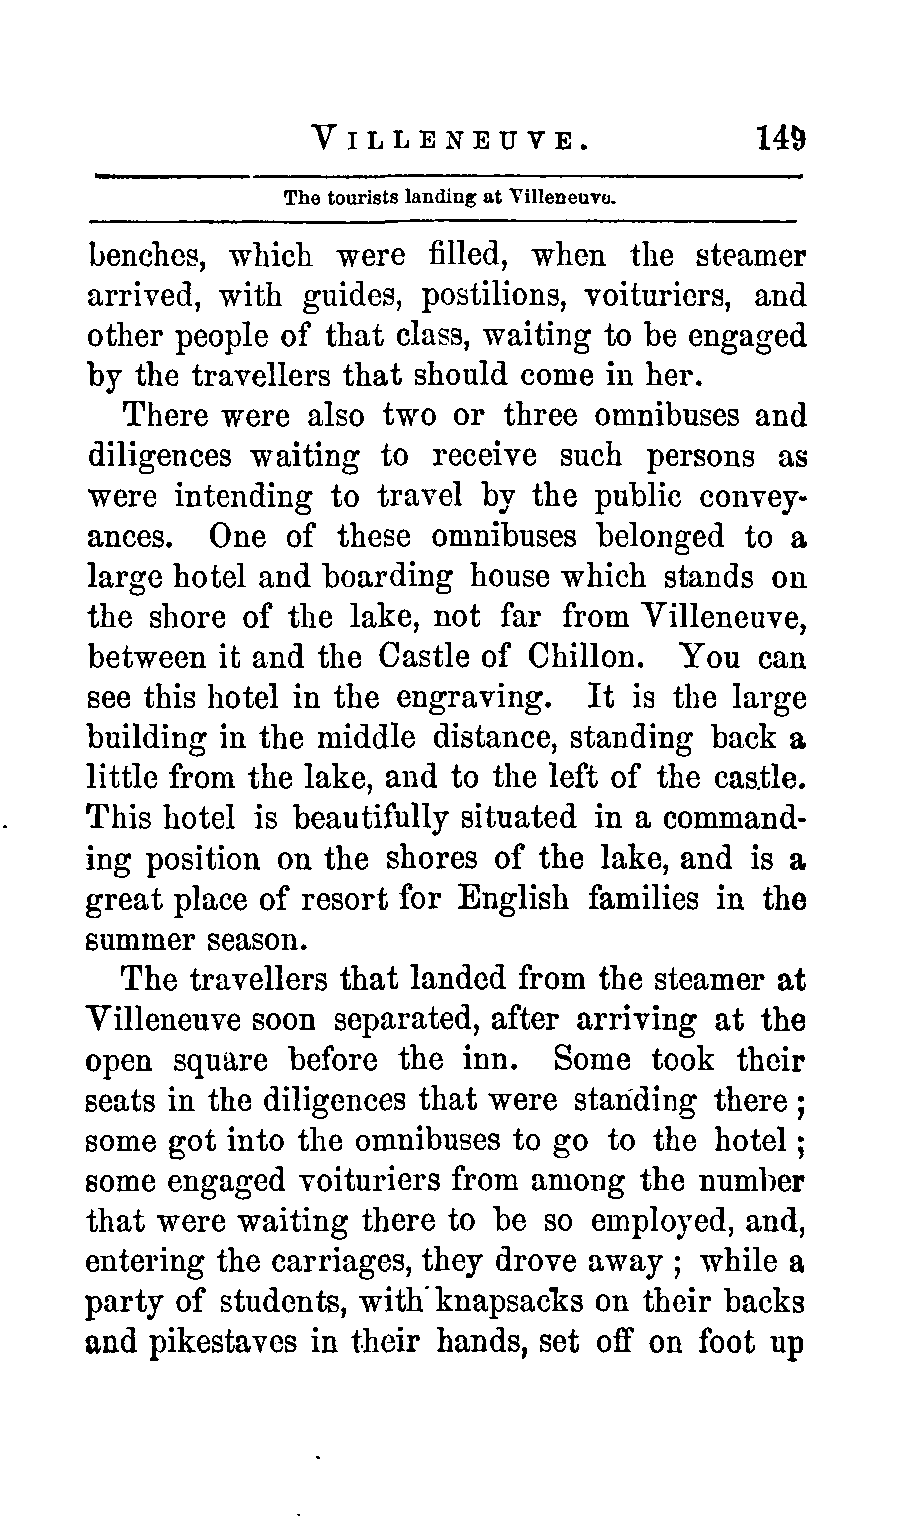 VILLENEUVE. 149
The tourists landing at Villeneuve.
benches, which were filled, when the steamer
arrived, with guides, postilions, voituriers, and
other people of that class, waiting to be engaged
by the travellers that should come in her.
There were also two or three omnibuses and
diligences waiting to receive such persons as
were intending to travel by the public convey-
ances. One of these omnibuses belonged to a
large hotel and boarding house which stands on
the shore of the lake, not far from Villeneuve,
between it and the Castle of Chillon. You can
see this hotel in the engraving. It is the large
building in the middle distance, standing back a
little from the lake, and to the left of the castle.
This hotel is beautifully situated in a command-
ing position on the shores of the lake, and is a
great place of resort for English families in the
summer season.
The travellers that landed from the steamer at
Villeneuve soon separated, after arriving at the
open square before the inn. Some took their
seats in the diligences that were standing there;
some got into the omnibuses to go to the hotel;
some engaged voituriers from among the number
that were waiting there to be so employed, and,
entering the carriages, they drove away; while a
party of students, with knapsacks on their backs
and pikestaves in their hands, set off on foot up